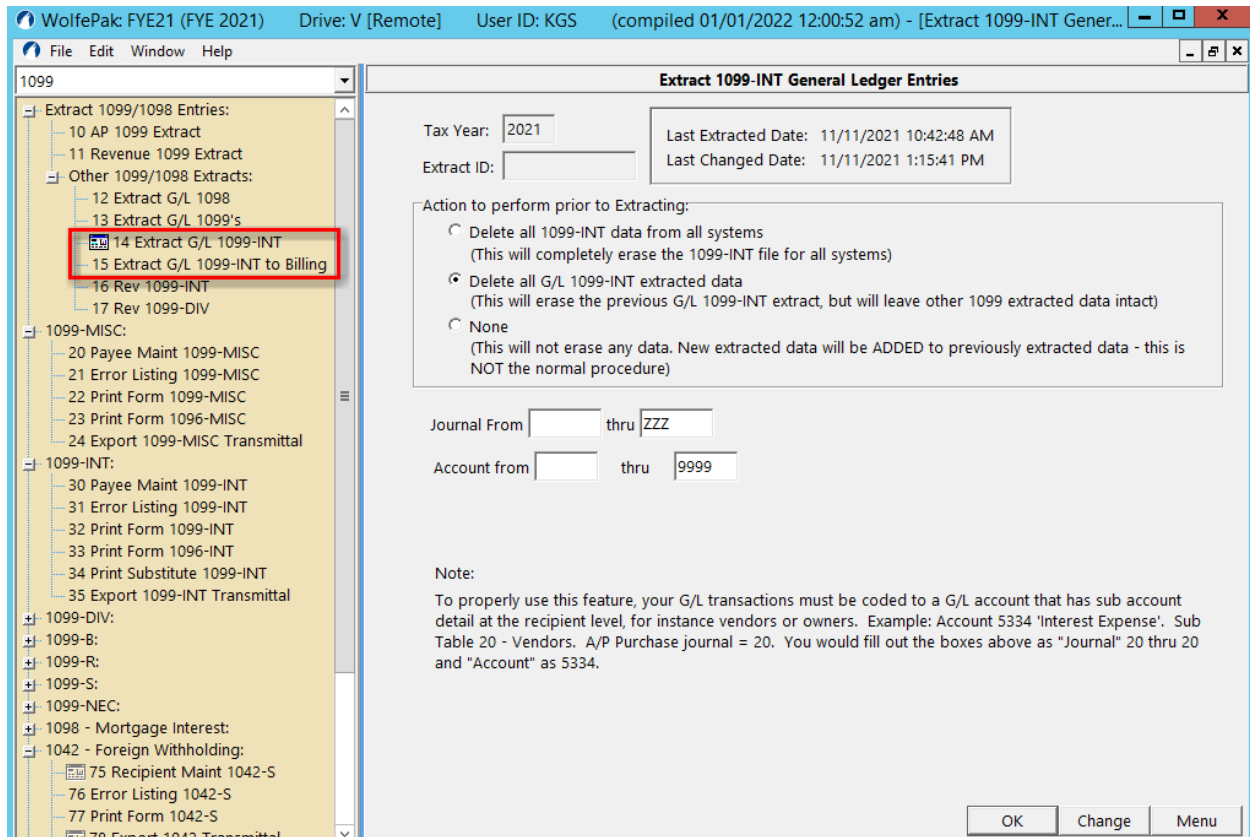 WolfePak: FYE21 (FYE 2021) Drive: V [Remote] User ID: KGS (compiled 01/01/2022 12:00:52 am) - [Extract 1099-INT Gener...
File Edit Window Help
1099
Extract 1099/1098 Entries:
10 AP 1099 Extract
11 Revenue 1099 Extract
Other 1099/1098 Extracts:
12 Extract G/L 1098
13 Extract G/L 1099's
14 Extract G/L 1099-INT
15 Extract G/L 1099-INT to Billing
16 Rev 1099-INT
17 Rev 1099-DIV
1099-MISC:
20 Payee Maint 1099-MISC
21 Error Listing 1099-MISC
22 Print Form 1099-MISC
23 Print Form 1096-MISC
24 Export 1099-MISC Transmittal
1099-INT:
30 Payee Maint 1099-INT
31 Error Listing 1099-INT
32 Print Form 1099-INT
33 Print Form 1096-INT
34 Print Substitute 1099-INT
35 Export 1099-INT Transmittal
1099-DIV:
1099-B:
1099-R:
1099-S:
1099-NEC:
1098 - Mortgage Interest:
1042 - Foreign Withholding:
75 Recipient Maint 1042-S
76 Error Listing 1042-S
77 Print Form 1042-S
78 Export 1042 Transmittal
Extract 1099-INT General Ledger Entries
Tax Year: 2021
Extract ID:
Last Extracted Date: 11/11/2021 10:42:48 AM
Last Changed Date: 11/11/2021 1:15:41 PM
Action to perform prior to Extracting:
Delete all 1099-INT data from all systems
(This will completely erase the 1099-INT file for all systems)
Delete all G/L 1099-INT extracted data
(This will erase the previous G/L 1099-INT extract, but will leave other 1099 extracted data intact)
None
(This will not erase any data. New extracted data will be ADDED to previously extracted data - this is
NOT the normal procedure)
Journal From thru ZZZ
Account from thru 9999
Note:
To properly use this feature, your G/L transactions must be coded to a G/L account that has sub account
detail at the recipient level, for instance vendors or owners. Example: Account 5334 'Interest Expense'. Sub
Table 20 - Vendors. A/P Purchase journal = 20. You would fill out the boxes above as "Journal" 20 thru 20
and "Account" as 5334.
OK Change Menu